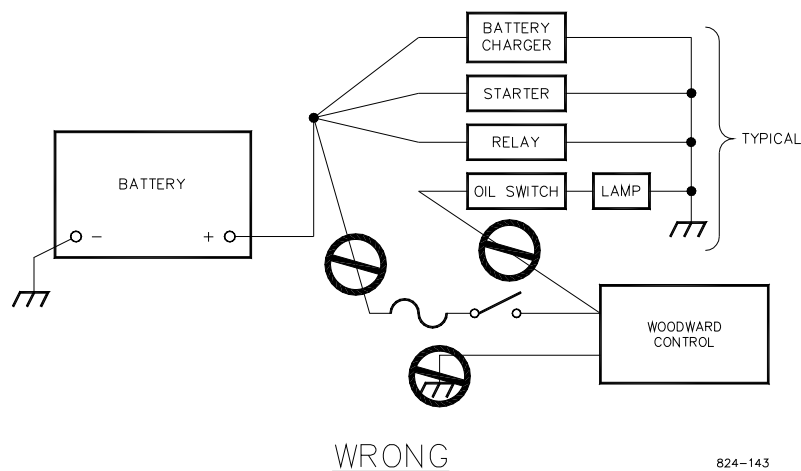 BATTERY
CHARGER
STARTER
RELAY
OIL SWITCH
LAMP
TYPICAL
BATTERY
-
+
WOODWARD
CONTROL
WRONG
824-143